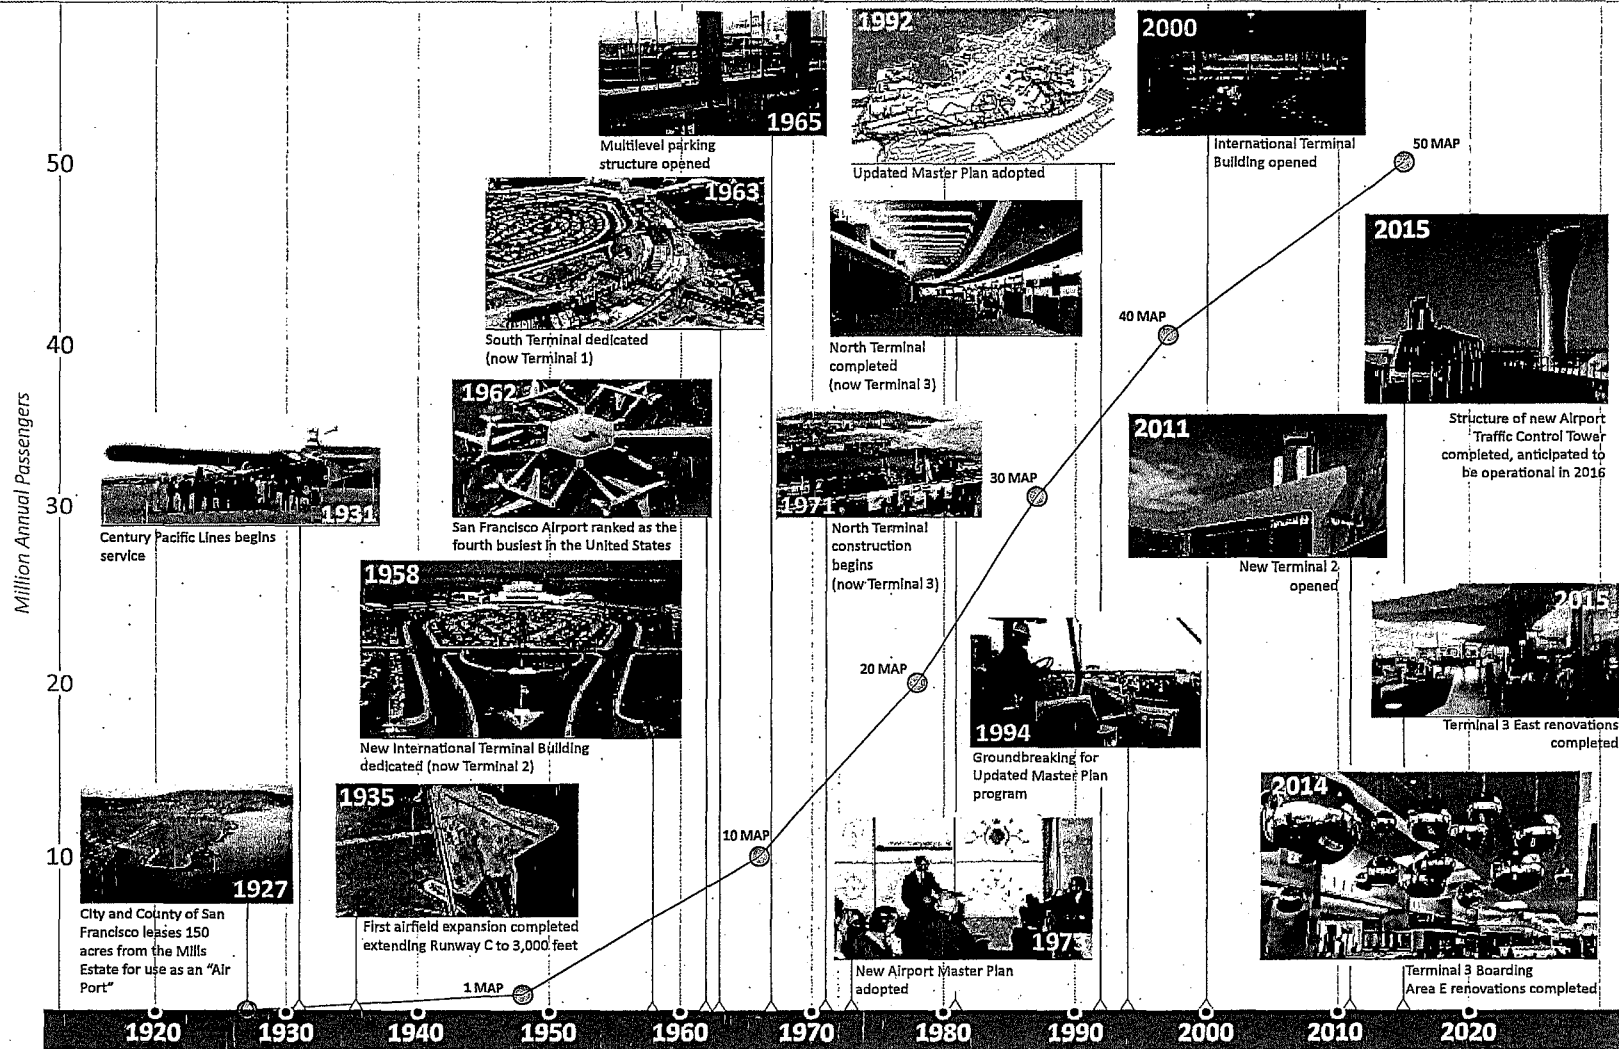 Million Annual Passengers
50
40
30
20
10
1927
City and County of San
Francisco leases 150
acres from the Mills
Estate for use as an "Air
Port"
1931
Century Pacific Lines begins
service
1935
First airfield expansion completed
extending Runway C to 3,000 feet
1958
New International Terminal Building
dedicated (now Terminal 2)
1962
San Francisco Airport ranked as the
fourth busiest in the United States
1963
South Terminal dedicated
(now Terminal 1)
1965
Multilevel parking
structure opened
1971
North Terminal
construction
begins
(now Terminal 3)
1973
New Airport Master Plan
adopted
North Terminal
completed
(now Terminal 3)
1992
Updated Master Plan adopted
1994
Groundbreaking for
Updated Master Plan
program
2000
International Terminal
Building opened
2011
New Terminal 2
opened
2014
Terminal 3 Boarding
Area E renovations completed
2015
Structure of new Airport
Traffic Control Tower
completed, anticipated to
be operational in 2016
2015
Terminal 3 East renovations
completed
1 MAP
10 MAP
20 MAP
30 MAP
40 MAP
50 MAP
1920 1930 1940 1950 1960 1970 1980 1990 2000 2010 2020